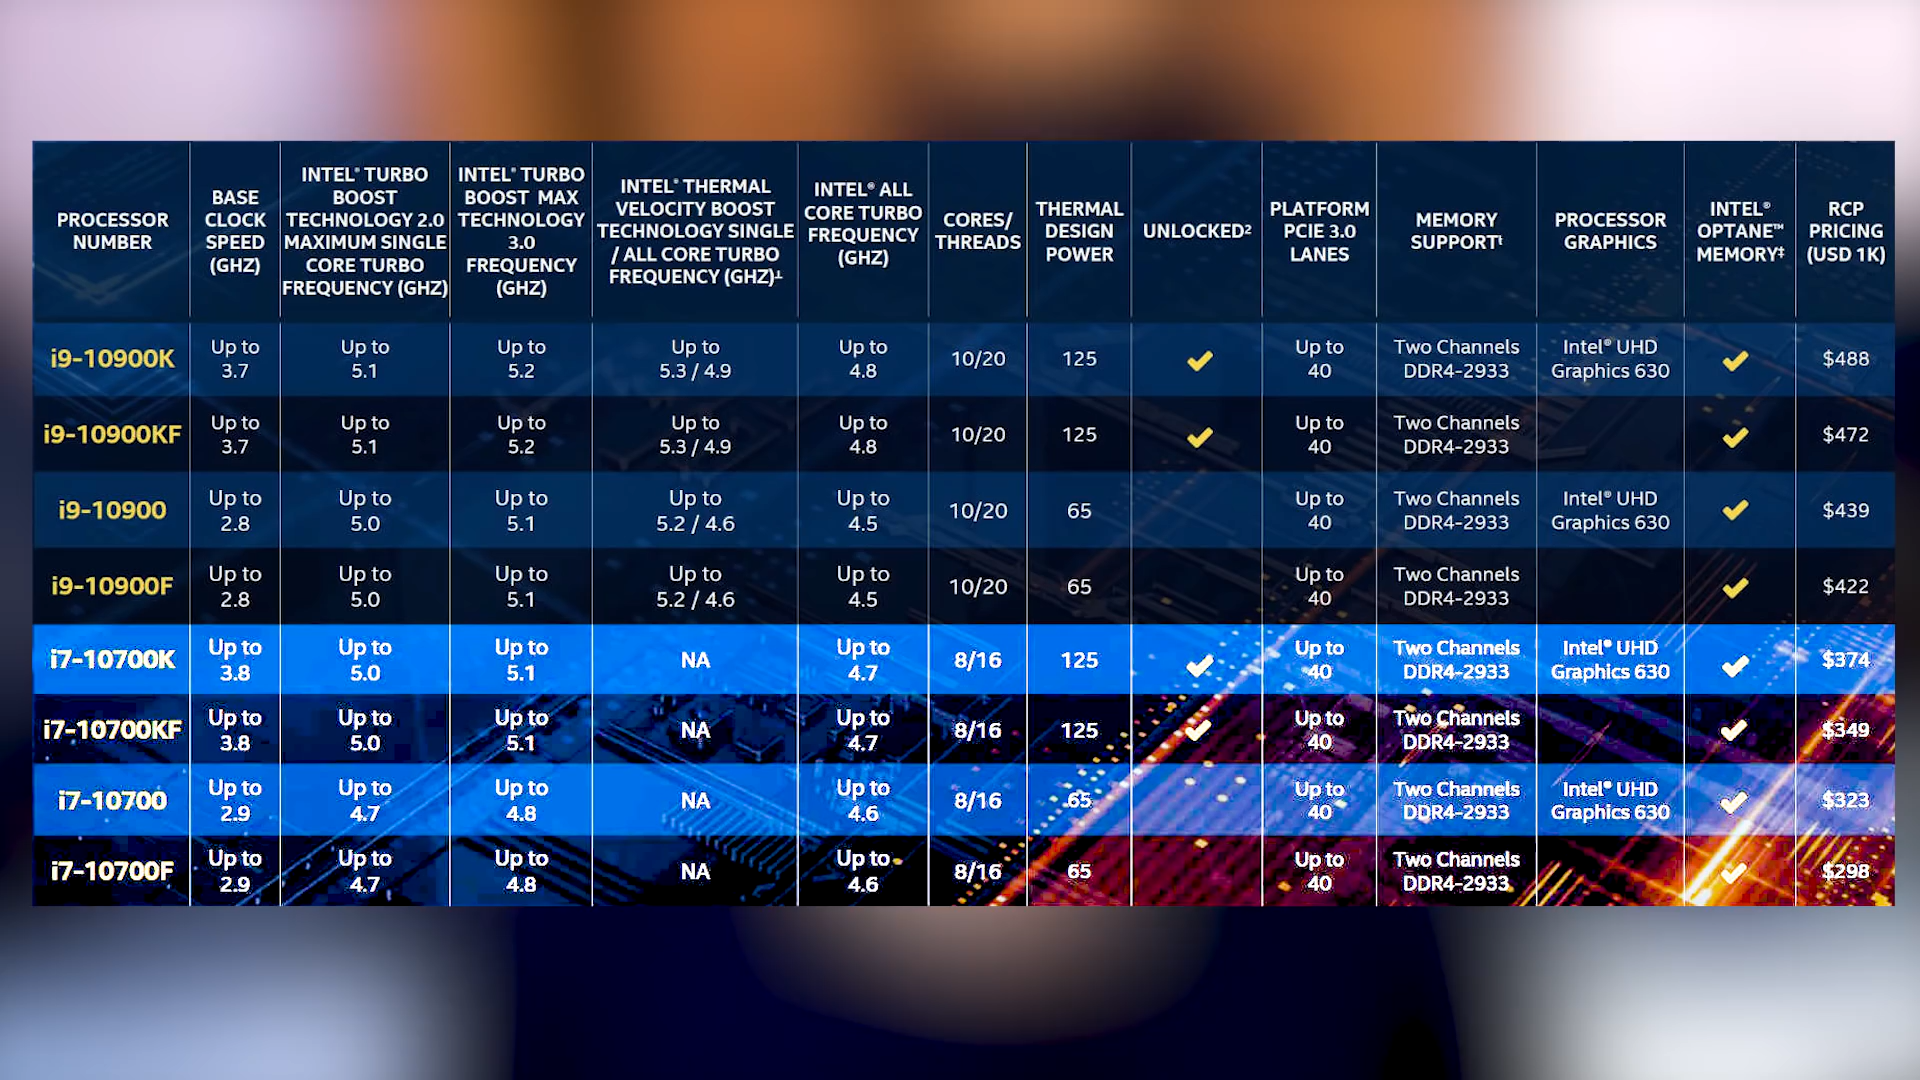 PROCESSOR
NUMBER
BASE
CLOCK
SPEED
(GHZ)
INTEL® TURBO
BOOST
TECHNOLOGY 2.0
MAXIMUM SINGLE
CORE TURBO
FREQUENCY (GHZ)
INTEL® TURBO
BOOST MAX
TECHNOLOGY
3.0
FREQUENCY
(GHZ)
INTEL® THERMAL
VELOCITY BOOST
TECHNOLOGY SINGLE
/ ALL CORE TURBO
FREQUENCY (GHZ)⊥
INTEL® ALL
CORE TURBO
FREQUENCY
(GHZ)
CORES/
THREADS
THERMAL
DESIGN
POWER
UNLOCKED²
PLATFORM
PCIE 3.0
LANES
MEMORY
SUPPORTᵗ
PROCESSOR
GRAPHICS
INTEL®
OPTANE™
MEMORY‡
RCP
PRICING
(USD 1K)
i9-10900K
Up to
3.7
Up to
5.1
Up to
5.2
Up to
5.3 / 4.9
Up to
4.8
10/20
125
✓
Up to
40
Two Channels
DDR4-2933
Intel® UHD
Graphics 630
✓
$488
i9-10900KF
Up to
3.7
Up to
5.1
Up to
5.2
Up to
5.3 / 4.9
Up to
4.8
10/20
125
✓
Up to
40
Two Channels
DDR4-2933
✓
$472
i9-10900
Up to
2.8
Up to
5.0
Up to
5.1
Up to
5.2 / 4.6
Up to
4.5
10/20
65
Up to
40
Two Channels
DDR4-2933
Intel® UHD
Graphics 630
✓
$439
i9-10900F
Up to
2.8
Up to
5.0
Up to
5.1
Up to
5.2 / 4.6
Up to
4.5
10/20
65
Up to
40
Two Channels
DDR4-2933
✓
$422
i7-10700K
Up to
3.8
Up to
5.0
Up to
5.1
NA
Up to
4.7
8/16
125
✓
Up to
40
Two Channels
DDR4-2933
Intel® UHD
Graphics 630
✓
$374
i7-10700KF
Up to
3.8
Up to
5.0
Up to
5.1
NA
Up to
4.7
8/16
125
✓
Up to
40
Two Channels
DDR4-2933
✓
$349
i7-10700
Up to
2.9
Up to
4.7
Up to
4.8
NA
Up to
4.6
8/16
65
Up to
40
Two Channels
DDR4-2933
Intel® UHD
Graphics 630
✓
$323
i7-10700F
Up to
2.9
Up to
4.7
Up to
4.8
NA
Up to
4.6
8/16
65
Up to
40
Two Channels
DDR4-2933
✓
$298